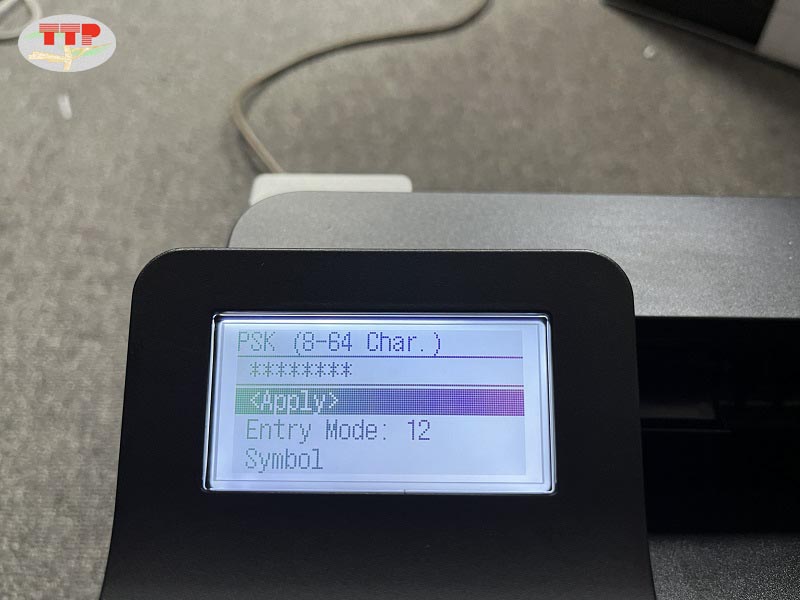 TTP
PSK (8-64 Char.)
********
<Apply>
Entry Mode: 12
Symbol